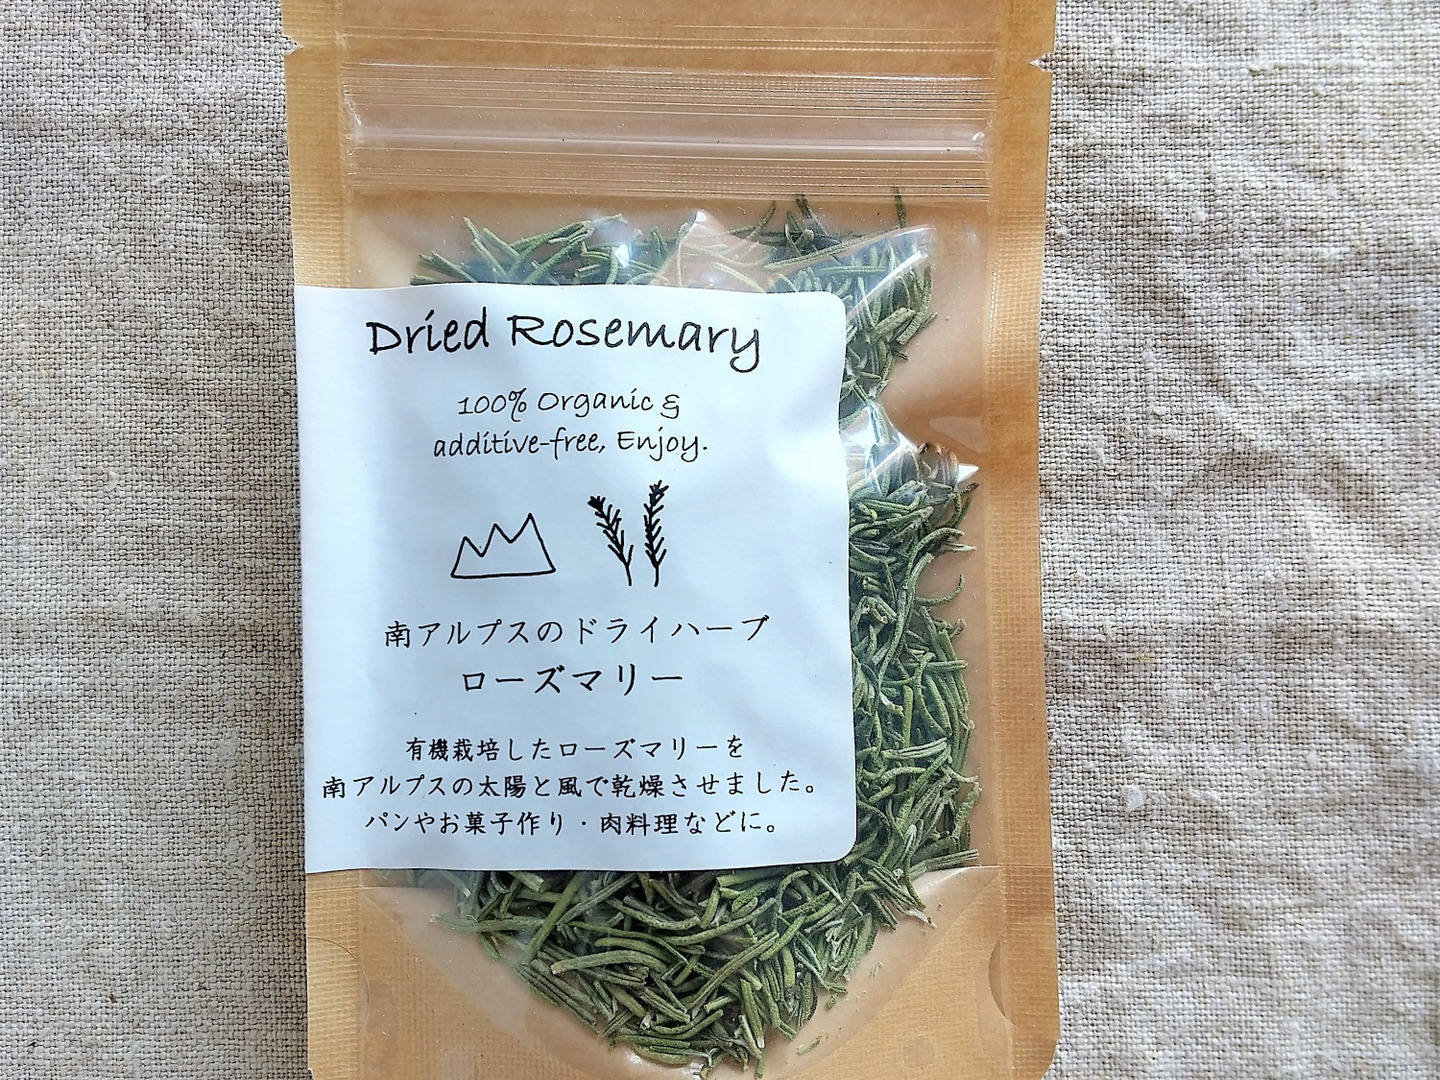 Dried Rosemary
100% Organic &
additive-free, Enjoy.
南アルプスのドライハーブ
ローズマリー
有機栽培したローズマリーを
南アルプスの太陽と風で乾燥させました。
パンやお菓子作り・肉料理などに。